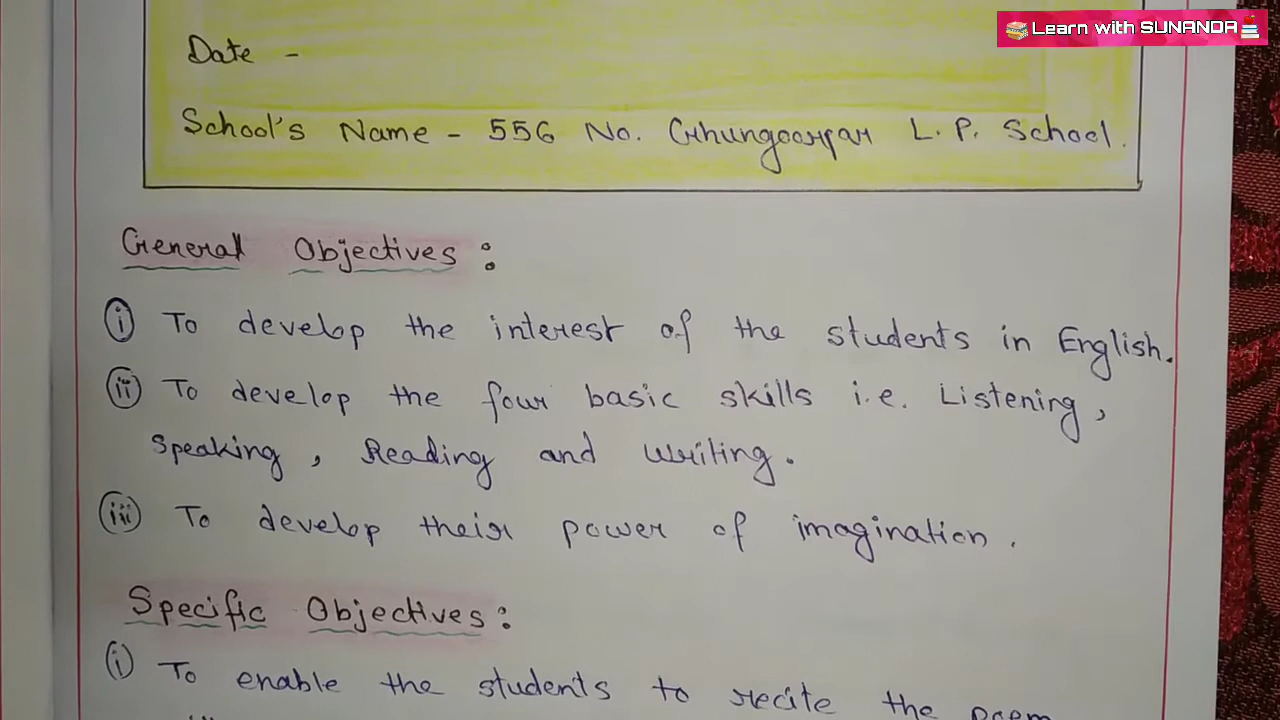 Learn with SUNANDA
Date -
School's Name - 556 No. Ghungoorpar L. P. School.
General Objectives :
(i) To develop the interest of the students in English.
(ii) To develop the four basic skills i.e. Listening,
Speaking, Reading and Writing.
(iii) To develop their power of imagination.
Specific Objectives :
(i) To enable the students to recite the poem